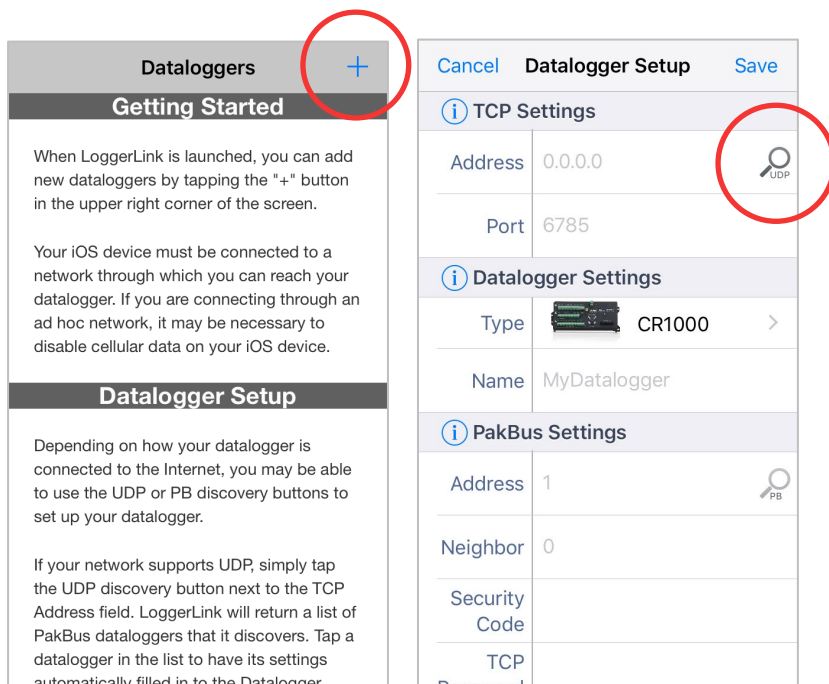 Dataloggers
Getting Started
When LoggerLink is launched, you can add
new dataloggers by tapping the "+" button
in the upper right corner of the screen.
Your iOS device must be connected to a
network through which you can reach your
datalogger. If you are connecting through an
ad hoc network, it may be necessary to
disable cellular data on your iOS device.
Datalogger Setup
Depending on how your datalogger is
connected to the Internet, you may be able
to use the UDP or PB discovery buttons to
set up your datalogger.
If your network supports UDP, simply tap
the UDP discovery button next to the TCP
Address field. LoggerLink will return a list of
PakBus dataloggers that it discovers. Tap a
datalogger in the list to have its settings
automatically filled in to the Datalogger
Cancel Datalogger Setup Save
TCP Settings
Address 0.0.0.0 UDP
Port 6785
Datalogger Settings
Type CR1000
Name MyDatalogger
PakBus Settings
Address 1 PB
Neighbor 0
Security
Code
TCP